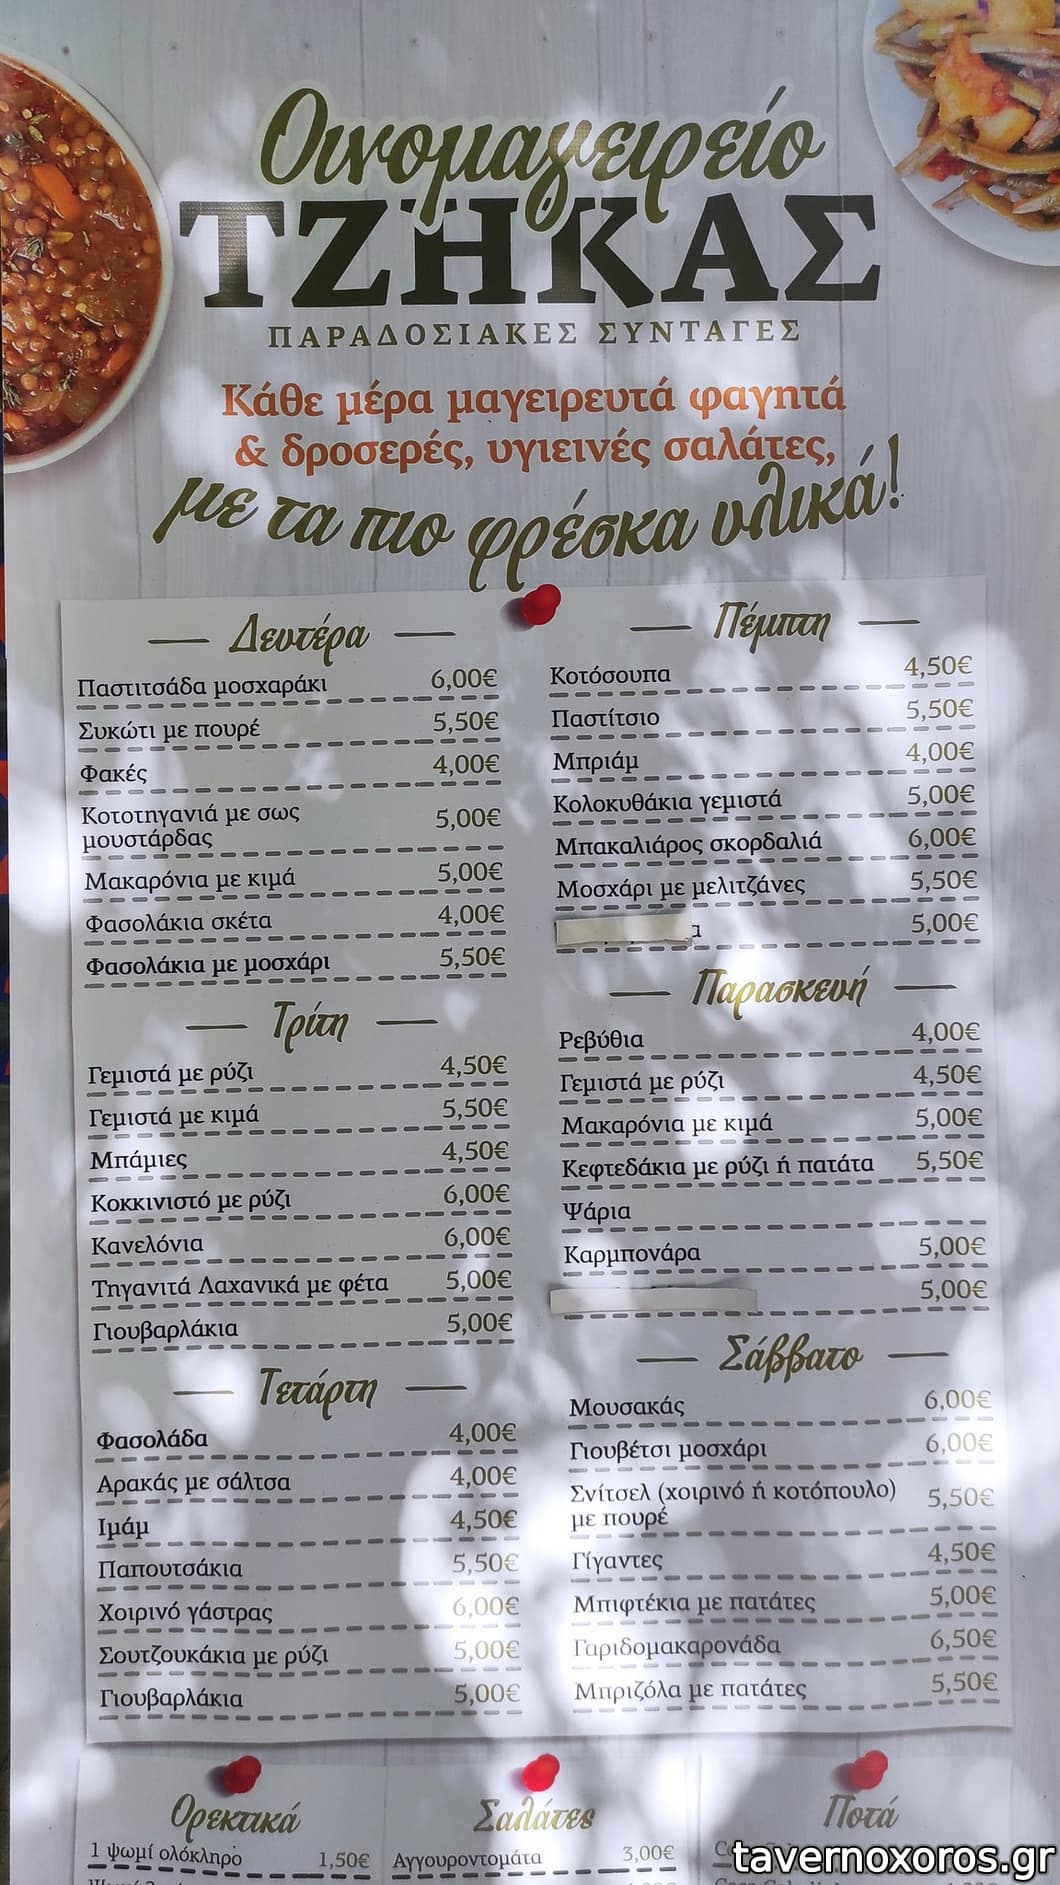 Οινομαγειρείο
ΤΖΗΚΑΣ
ΠΑΡΑΔΟΣΙΑΚΕΣ ΣΥΝΤΑΓΕΣ
Κάθε μέρα μαγειρευτά φαγητά
& δροσερές, υγιεινές σαλάτες,
με τα πιο φρέσκα υλικά!
Δευτέρα
Παστιτσάδα μοσχαράκι 6,00€
Συκώτι με πουρέ 5,50€
Φακές 4,00€
Κοτοτηγανιά με σως
μουστάρδας 5,00€
Μακαρόνια με κιμά 5,00€
Φασολάκια σκέτα 4,00€
Φασολάκια με μοσχάρι 5,50€
Τρίτη
Γεμιστά με ρύζι 4,50€
Γεμιστά με κιμά 5,50€
Μπάμιες 4,50€
Κοκκινιστό με ρύζι 6,00€
Κανελόνια 6,00€
Τηγανιτά Λαχανικά με φέτα 5,00€
Γιουβαρλάκια 5,00€
Τετάρτη
Φασολάδα 4,00€
Αρακάς με σάλτσα 4,00€
Ιμάμ 4,50€
Παπουτσάκια 5,50€
Χοιρινό γάστρας 6,00€
Σουτζουκάκια με ρύζι 5,00€
Γιουβαρλάκια 5,00€
Πέμπτη
Κοτόσουπα 4,50€
Παστίτσιο 5,50€
Μπριάμ 4,00€
Κολοκυθάκια γεμιστά 5,00€
Μπακαλιάρος σκορδαλιά 6,00€
Μοσχάρι με μελιτζάνες 5,50€
5,00€
Παρασκευή
Ρεβύθια 4,00€
Γεμιστά με ρύζι 4,50€
Μακαρόνια με κιμά 5,00€
Κεφτεδάκια με ρύζι ή πατάτα 5,50€
Ψάρια
Καρμπονάρα 5,00€
5,00€
Σάββατο
Μουσακάς 6,00€
Γιουβέτσι μοσχάρι 6,00€
Σνίτσελ (χοιρινό ή κοτόπουλο)
με πουρέ 5,50€
Γίγαντες 4,50€
Μπιφτέκια με πατάτες 5,00€
Γαριδομακαρονάδα 6,50€
Μπριζόλα με πατάτες 5,50€
Ορεκτικά
1 ψωμί ολόκληρο 1,50€
Σαλάτες
Αγγουροντομάτα 3,00€
Ποτά
tavernoxoros.gr